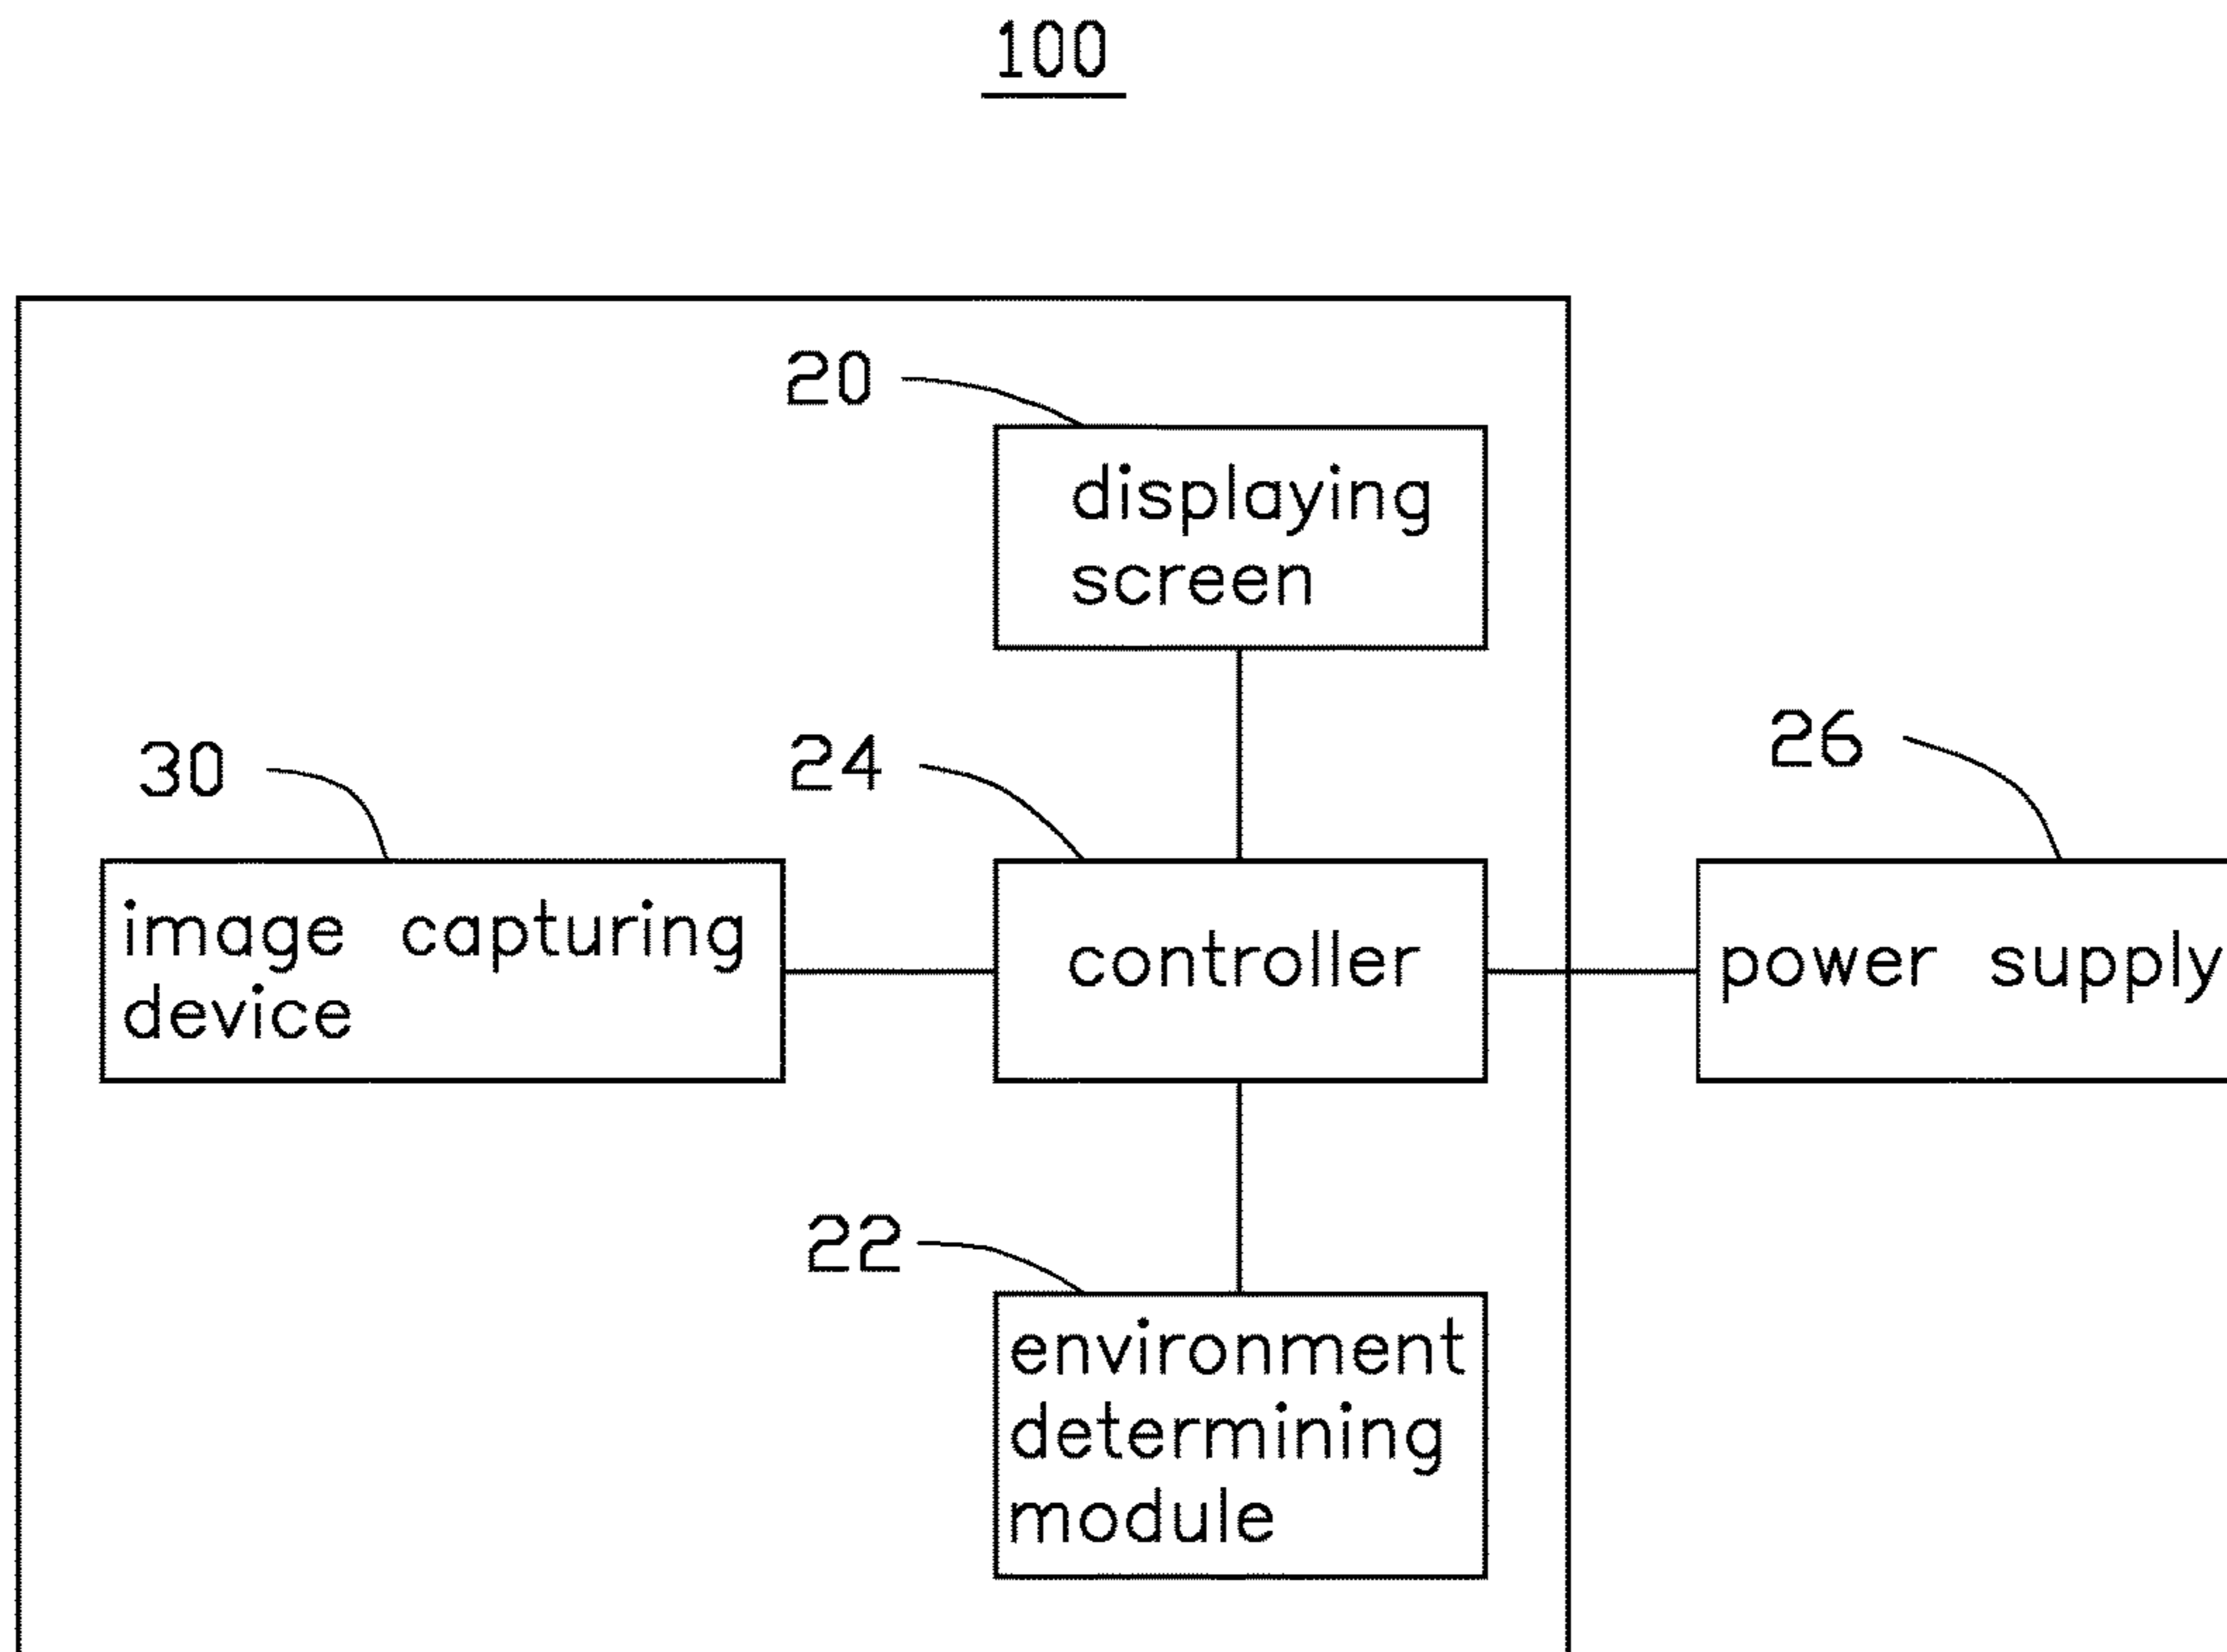 100
20
displaying
screen
30
24
26
image capturing
device
controller
power supply
22
environment
determining
module